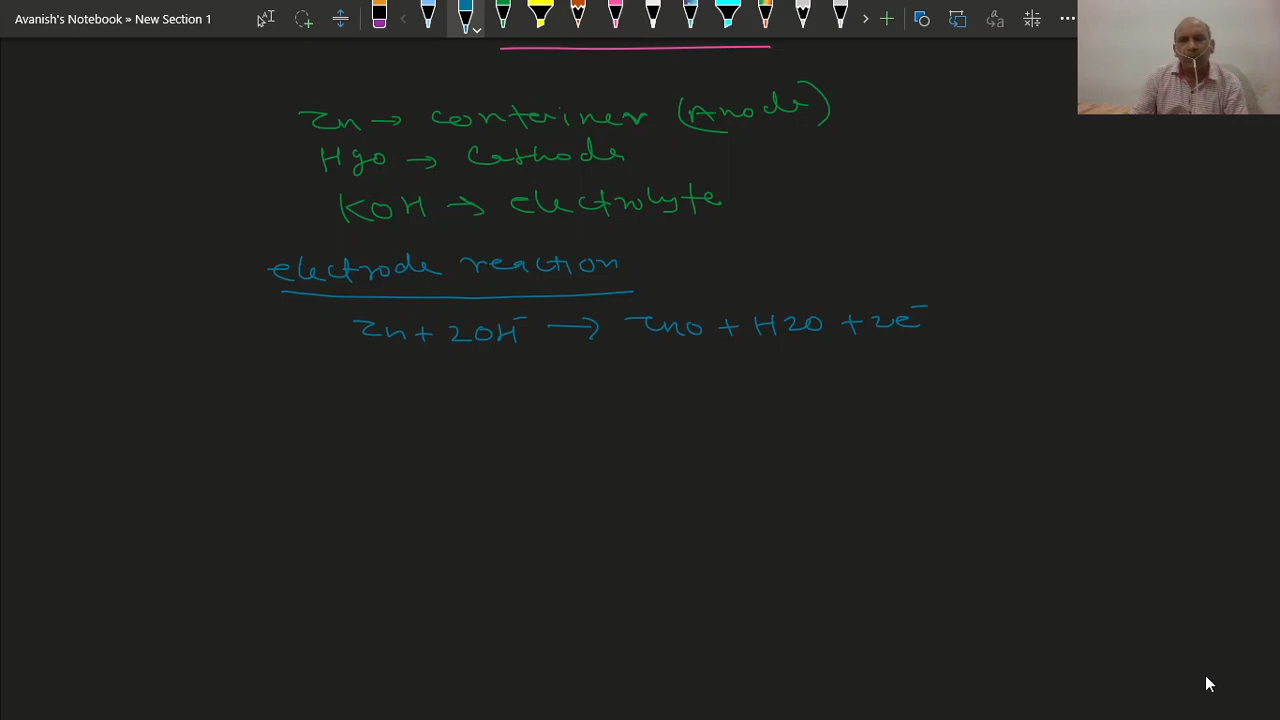 Avanish's Notebook » New Section 1
Zn → container (Anode)
Hgo → Cathode
KOH → electrolyte
electrode reaction
Zn + 2OH⁻ → ZnO + H2O + 2e⁻